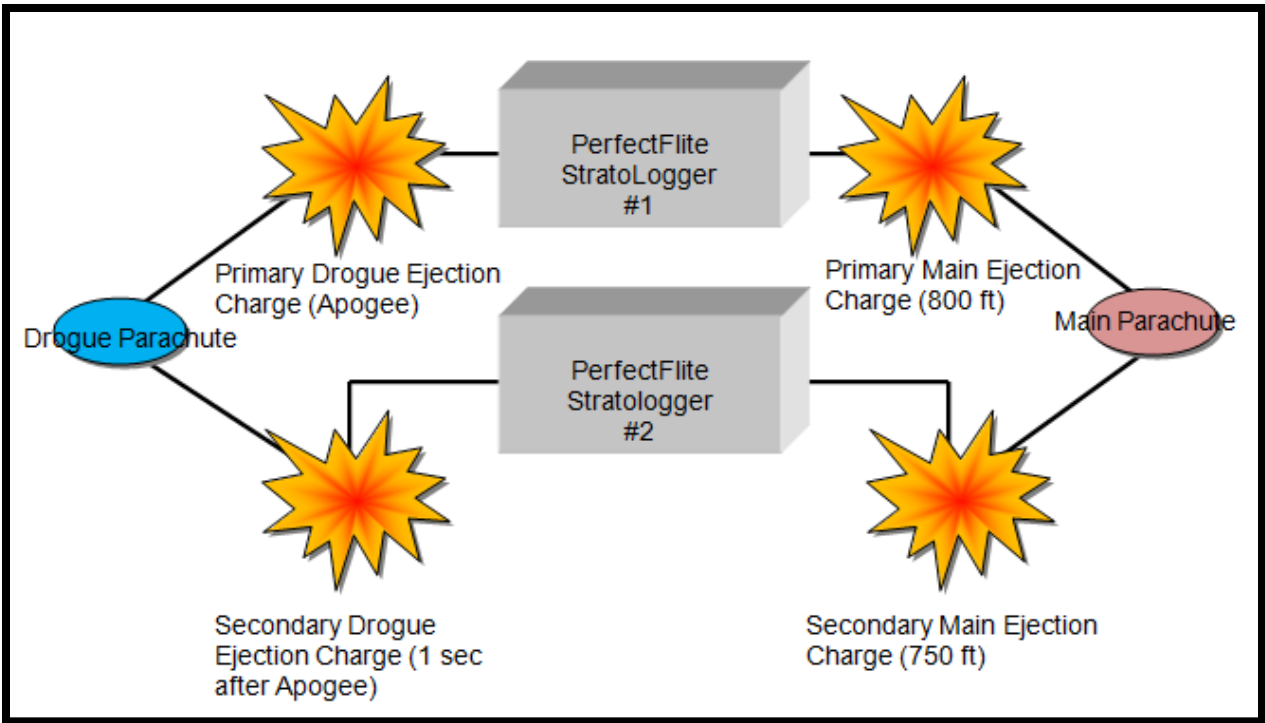 PerfectFlite
StratoLogger
#1
Primary Drogue Ejection
Charge (Apogee)
Primary Main Ejection
Charge (800 ft)
Drogue Parachute
Main Parachute
PerfectFlite
Stratologger
#2
Secondary Drogue
Ejection Charge (1 sec
after Apogee)
Secondary Main Ejection
Charge (750 ft)